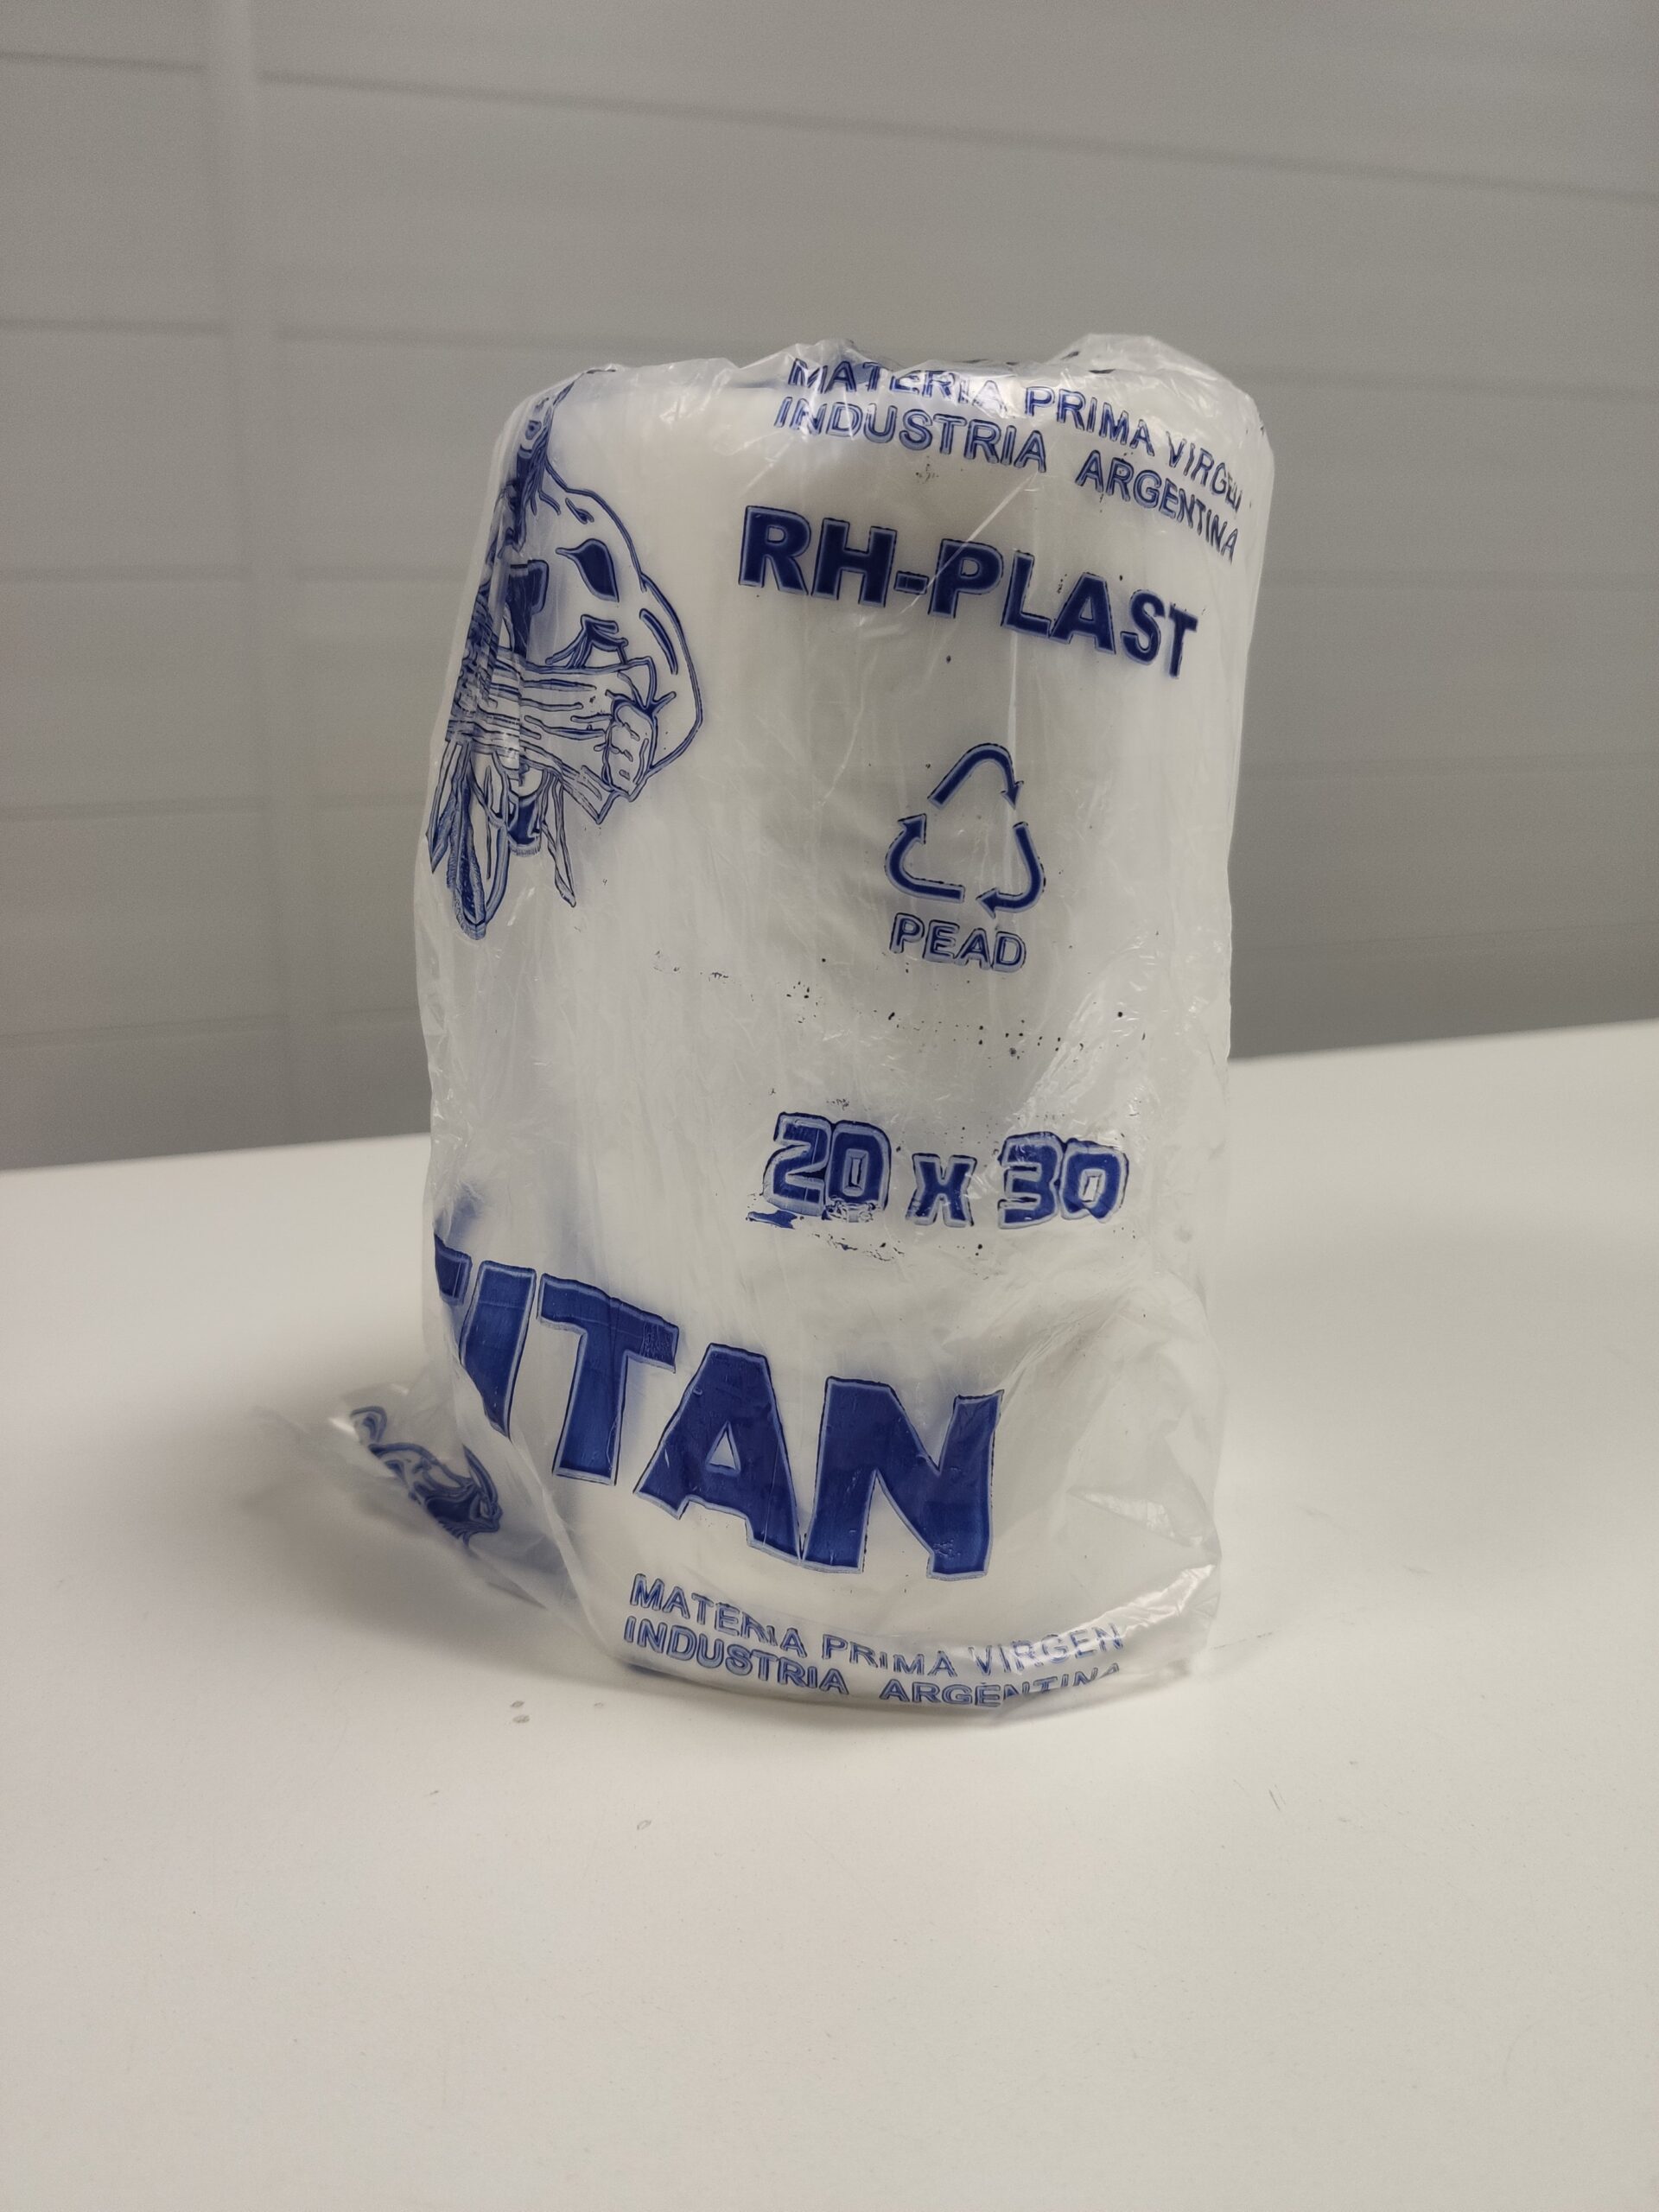 MATERIA PRIMA VIRGEN
INDUSTRIA ARGENTINA
RH-PLAST
PEAD
20 x 30
TITAN
MATERIA PRIMA VIRGEN
INDUSTRIA ARGENTINA